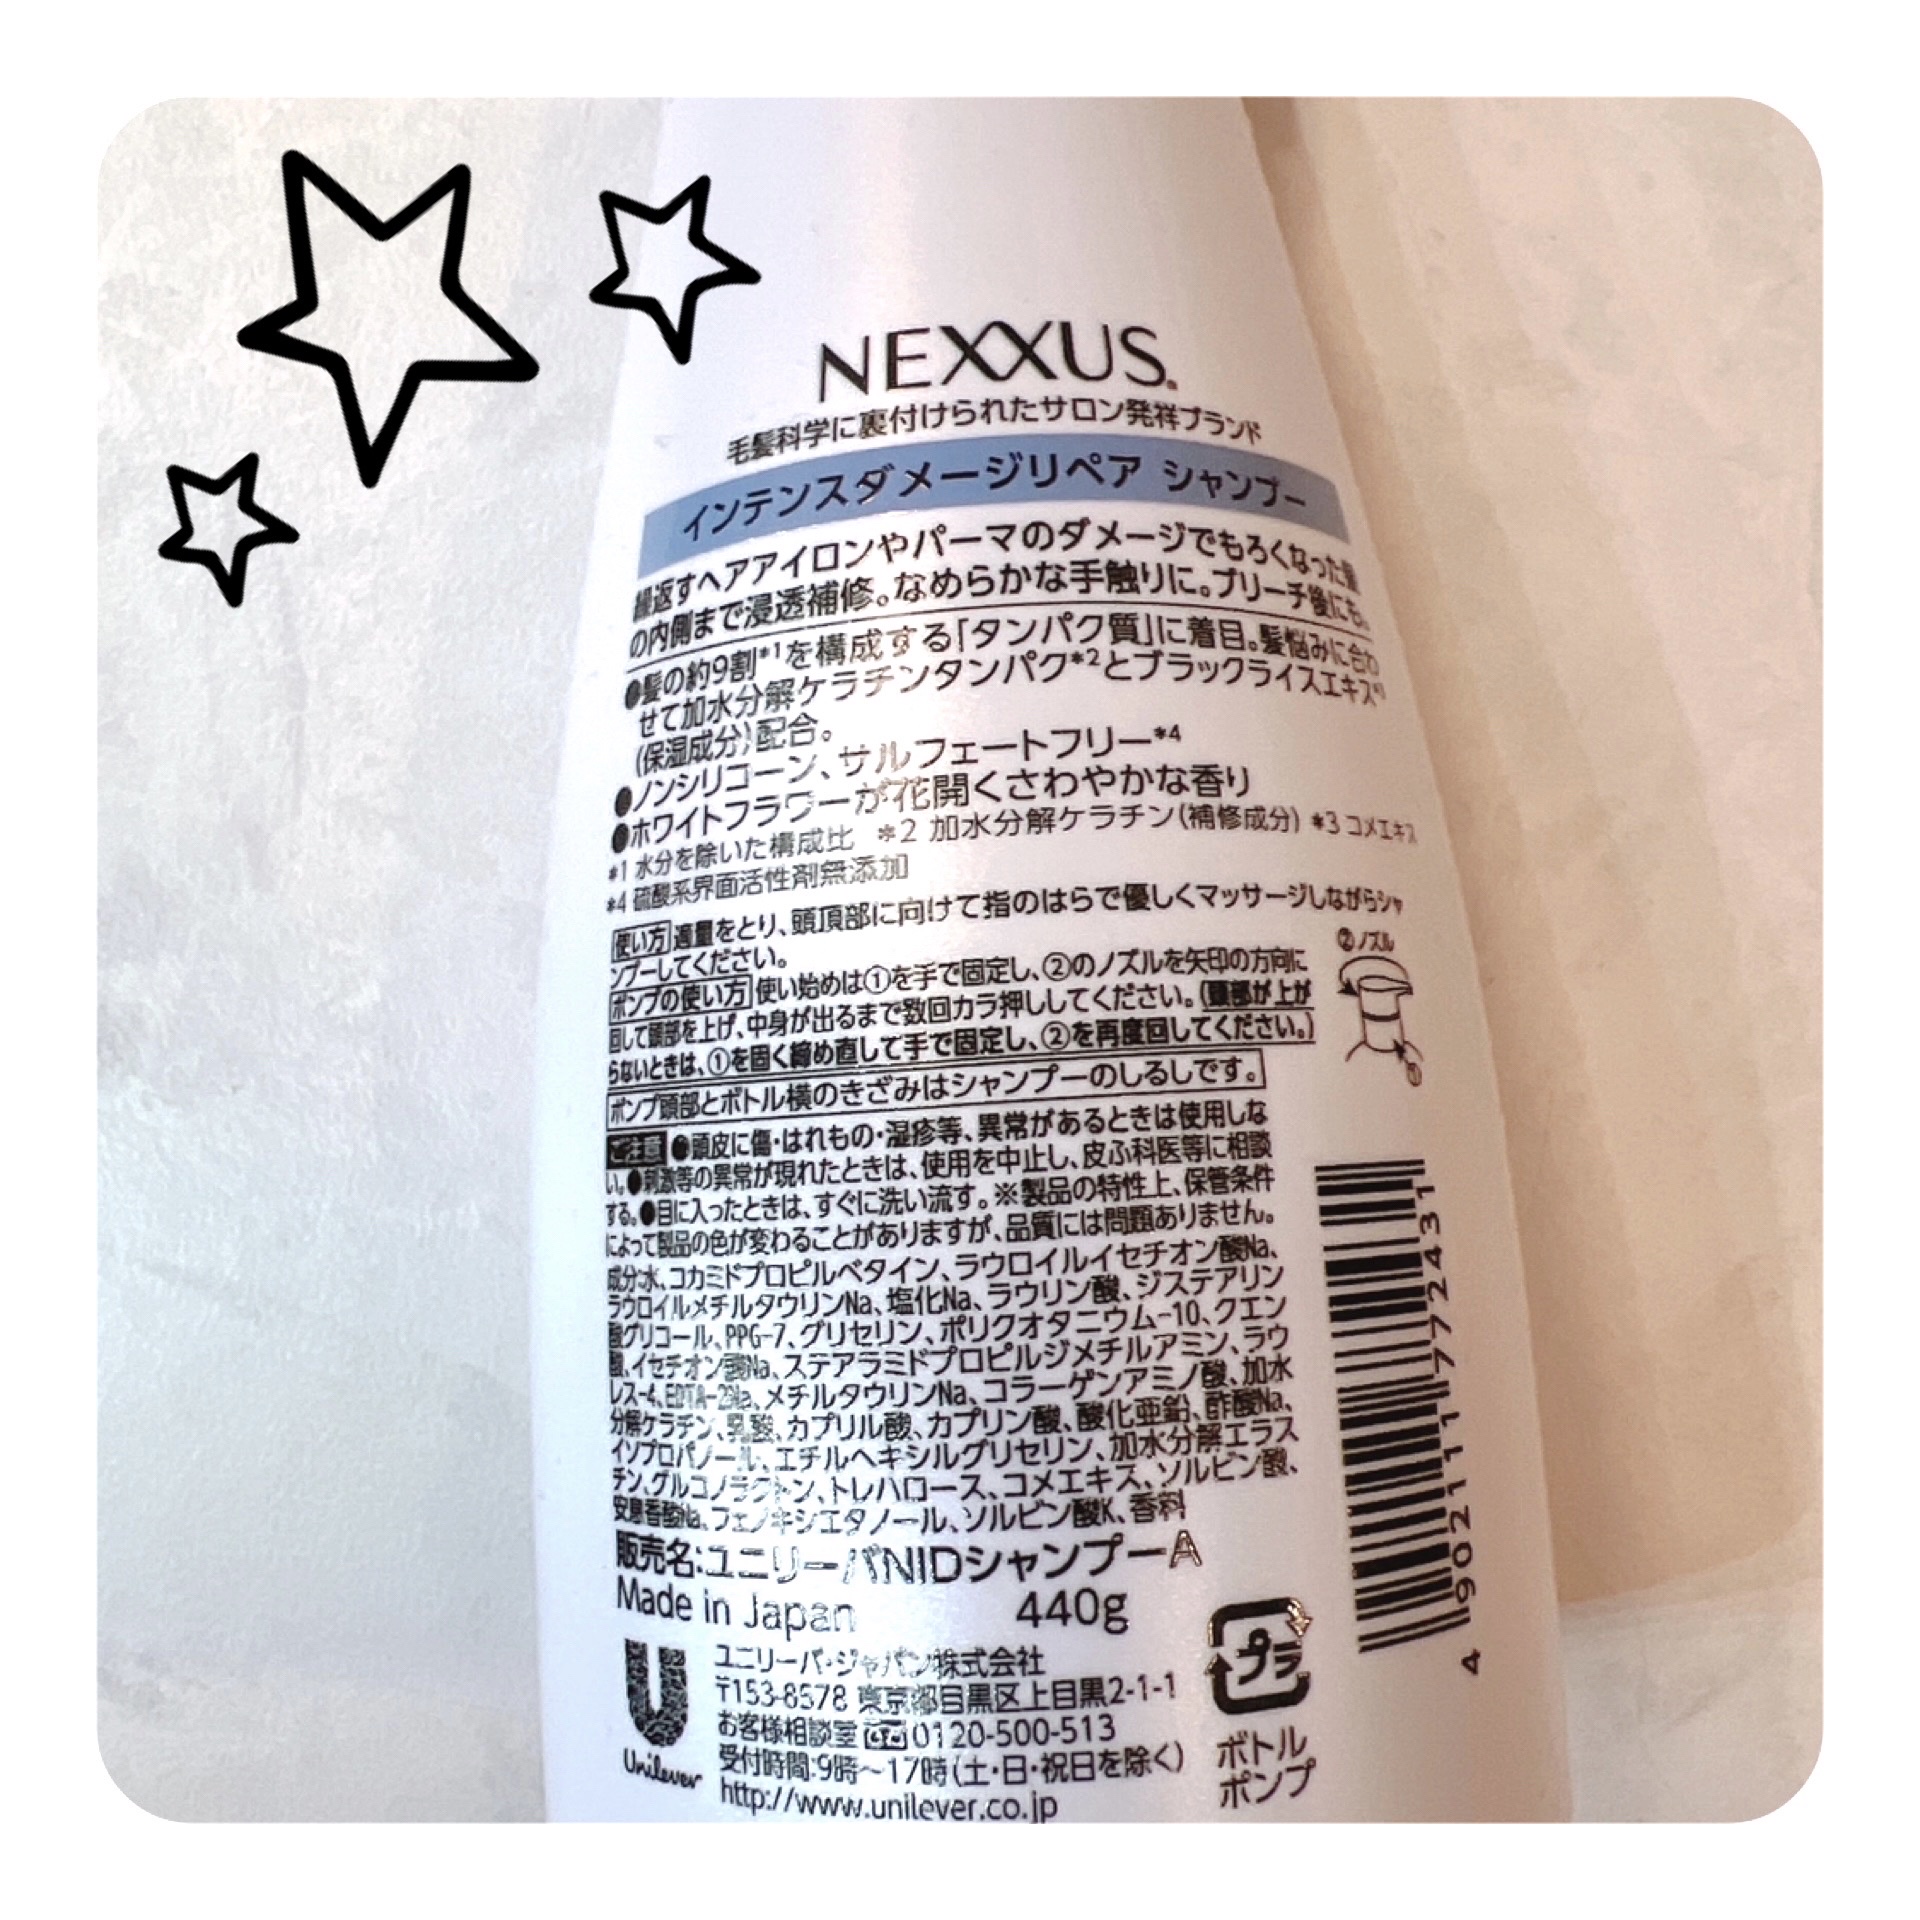 NEXXUS.
毛髪科学に裏付けられたサロン発祥ブランド
インテンスダメージリペア シャンプー
繰返すヘアアイロンやパーマのダメージでもろくなった髪
の内側まで浸透補修。なめらかな手触りに。ブリーチ後にも。
●髪の約9割*1を構成する「タンパク質」に着目。髪悩みに合わ
せて加水分解ケラチンタンパク*2とブラックライスエキス*3
(保湿成分)配合。
●ノンシリコーン、サルフェートフリー*4
●ホワイトフラワーが花開くさわやかな香り
*1 水分を除いた構成比 *2 加水分解ケラチン(補修成分) *3 コメエキス
*4 硫酸系界面活性剤無添加
使い方 適量をとり、頭頂部に向けて指のはらで優しくマッサージしながらシャ
ンプーしてください。
ポンプの使い方 使い始めは①を手で固定し、②のノズルを矢印の方向に
回して頭部を上げ、中身が出るまで数回カラ押ししてください。(頭部が上が
らないときは、①を固く締め直して手で固定し、②を再度回してください。)
②ノズル
①
ポンプ頭部とボトル横のきざみはシャンプーのしるしです。
ご注意 ●頭皮に傷・はれもの・湿疹等、異常があるときは使用しな
い。●刺激等の異常が現れたときは、使用を中止し、皮ふ科医等に相談
する。●目に入ったときは、すぐに洗い流す。※製品の特性上、保管条件
によって製品の色が変わることがありますが、品質には問題ありません。
成分:水、コカミドプロピルベタイン、ラウロイルイセチオン酸Na、
ラウロイルメチルタウリンNa、塩化Na、ラウリン酸、ジステアリン
酸グリコール、PPG-7、グリセリン、ポリクオタニウム-10、クエン
酸、イセチオン酸Na、ステアラミドプロピルジメチルアミン、ラウ
レス-4、EDTA-2Na、メチルタウリンNa、コラーゲンアミノ酸、加水
分解ケラチン、乳酸、カプリル酸、カプリン酸、酸化亜鉛、酢酸Na、
イソプロパノール、エチルヘキシルグリセリン、加水分解エラス
チン、グルコノラクトン、トレハロース、コメエキス、ソルビン酸、
安息香酸Na、フェノキシエタノール、ソルビン酸K、香料
販売名:ユニリーバNIDシャンプーA
Made in Japan 440g
Unilever
ユニリーバ・ジャパン株式会社
〒153-8578 東京都目黒区上目黒2-1-1
お客様相談室 0120-500-513
受付時間:9時〜17時(土・日・祝日を除く)
http://www.unilever.co.jp
プラ
ボトル
ポンプ
4 902111 772431